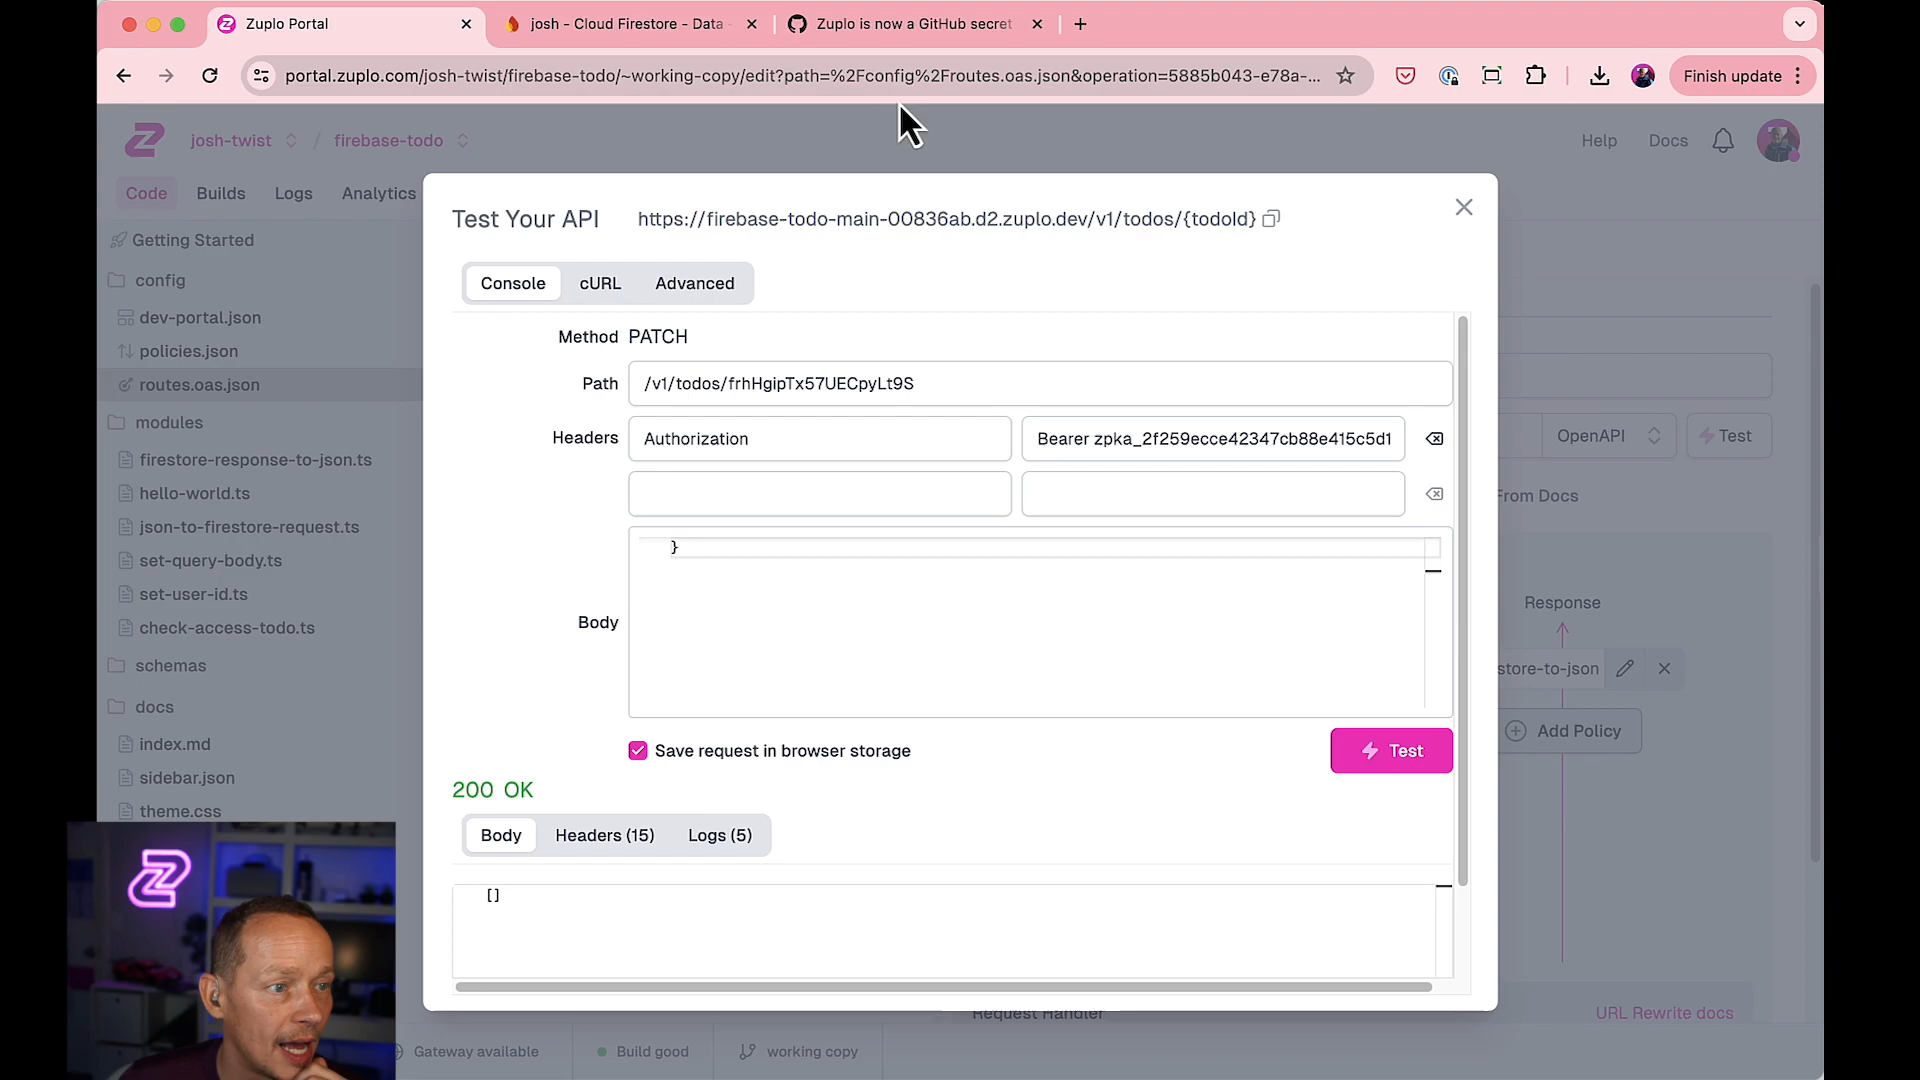 Zuplo Portal
josh - Cloud Firestore - Data
Zuplo is now a GitHub secret
portal.zuplo.com/josh-twist/firebase-todo/~working-copy/edit?path=%2Fconfig%2Froutes.oas.json&operation=5885b043-e78a-...
Finish update
josh-twist / firebase-todo
Help
Docs
Code
Builds
Logs
Analytics
Getting Started
config
dev-portal.json
policies.json
routes.oas.json
modules
firestore-response-to-json.ts
hello-world.ts
json-to-firestore-request.ts
set-query-body.ts
set-user-id.ts
check-access-todo.ts
schemas
docs
index.md
sidebar.json
theme.css
Test Your API
https://firebase-todo-main-00836ab.d2.zuplo.dev/v1/todos/{todoId}
Console
cURL
Advanced
Method PATCH
Path /v1/todos/frhHgipTx57UECpyLt9S
Headers Authorization Bearer zpka_2f259ecce42347cb88e415c5d1
Body
}
Save request in browser storage
Test
200 OK
Body
Headers (15)
Logs (5)
[]
OpenAPI
Test
From Docs
Response
store-to-json
Add Policy
Request Handler
URL Rewrite docs
Gateway available
Build good
working copy